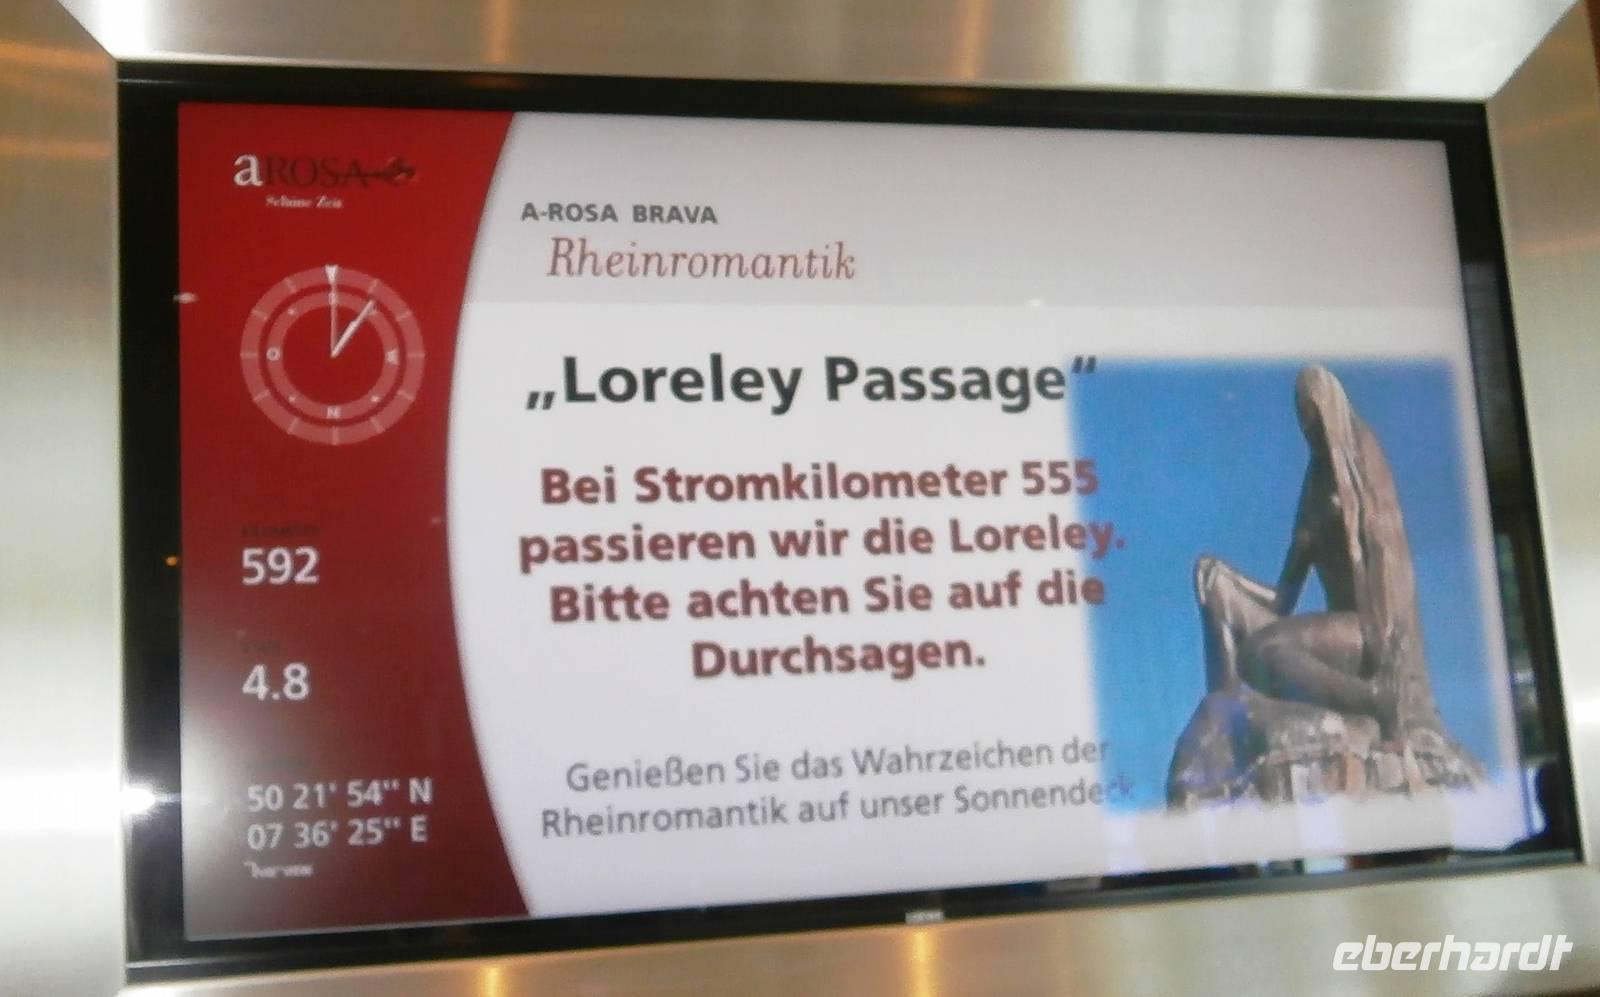 aROSA
Schöne Zeit
A-ROSA BRAVA
Rheinromantik
„Loreley Passage“
Bei Stromkilometer 555
passieren wir die Loreley.
Bitte achten Sie auf die
Durchsagen.
Genießen Sie das Wahrzeichen der
Rheinromantik auf unser Sonnendeck
S
O
W
N
592
4.8
50 21' 54" N
07 36' 25" E
eberhardt